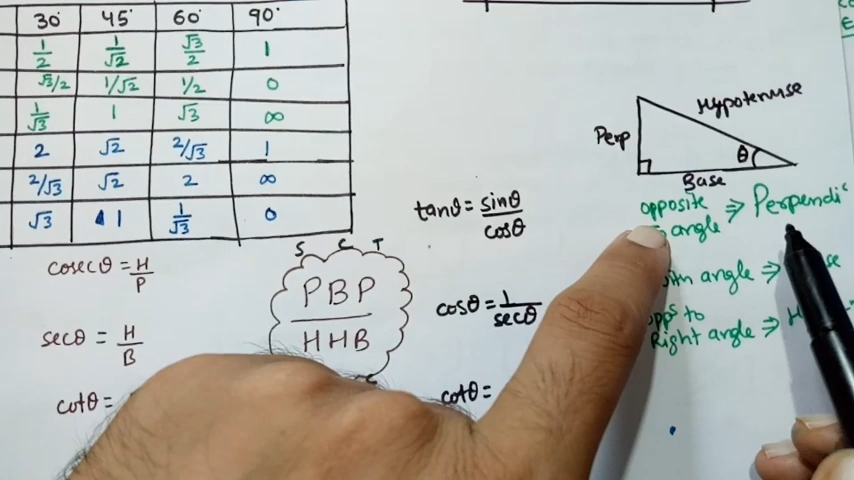 30° 45° 60° 90°
1/2 1/√2 √3/2 1
√3/2 1/√2 1/2 0
1/√3 1 √3 ∞
2 √2 2/√3 1
2/√3 √2 2 ∞
√3 1 1/√3 0
Hypotenuse
Perp
θ
Base
tanθ = sinθ/cosθ
opposite
angle ⇒ Perpendic
cosecθ = H/P
S C T
PBP
HHB
cosθ = 1/secθ
angle ⇒
secθ = H/B
opps to
Right angle ⇒ H
cotθ =
cotθ =